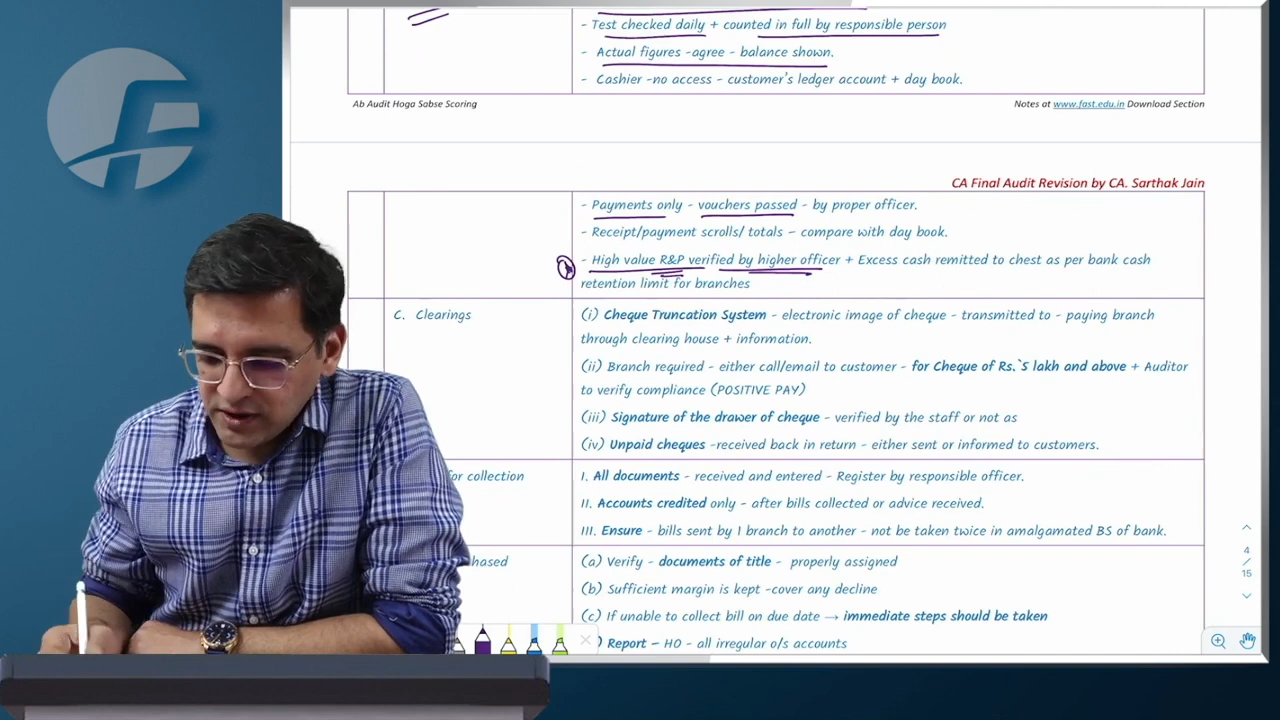 - Test checked daily + counted in full by responsible person
- Actual figures -agree - balance shown.
- Cashier -no access - customer's ledger account + day book.
Ab Audit Hoga Sabse Scoring
Notes at www.fast.edu.in Download Section
CA Final Audit Revision by CA. Sarthak Jain
- Payments only - vouchers passed - by proper officer.
- Receipt/payment scrolls/ totals – compare with day book.
- High value R&P verified by higher officer + Excess cash remitted to chest as per bank cash
retention limit for branches
C. Clearings
(i) Cheque Truncation System - electronic image of cheque - transmitted to - paying branch
through clearing house + information.
(ii) Branch required - either call/email to customer - for Cheque of Rs.`5 lakh and above + Auditor
to verify compliance (POSITIVE PAY)
(iii) Signature of the drawer of cheque - verified by the staff or not as
(iv) Unpaid cheques -received back in return - either sent or informed to customers.
for collection
I. All documents - received and entered - Register by responsible officer.
II. Accounts credited only - after bills collected or advice received.
III. Ensure - bills sent by 1 branch to another - not be taken twice in amalgamated BS of bank.
hased
(a) Verify - documents of title - properly assigned
(b) Sufficient margin is kept -cover any decline
(c) If unable to collect bill on due date → immediate steps should be taken
) Report – HO - all irregular o/s accounts
4
/
15